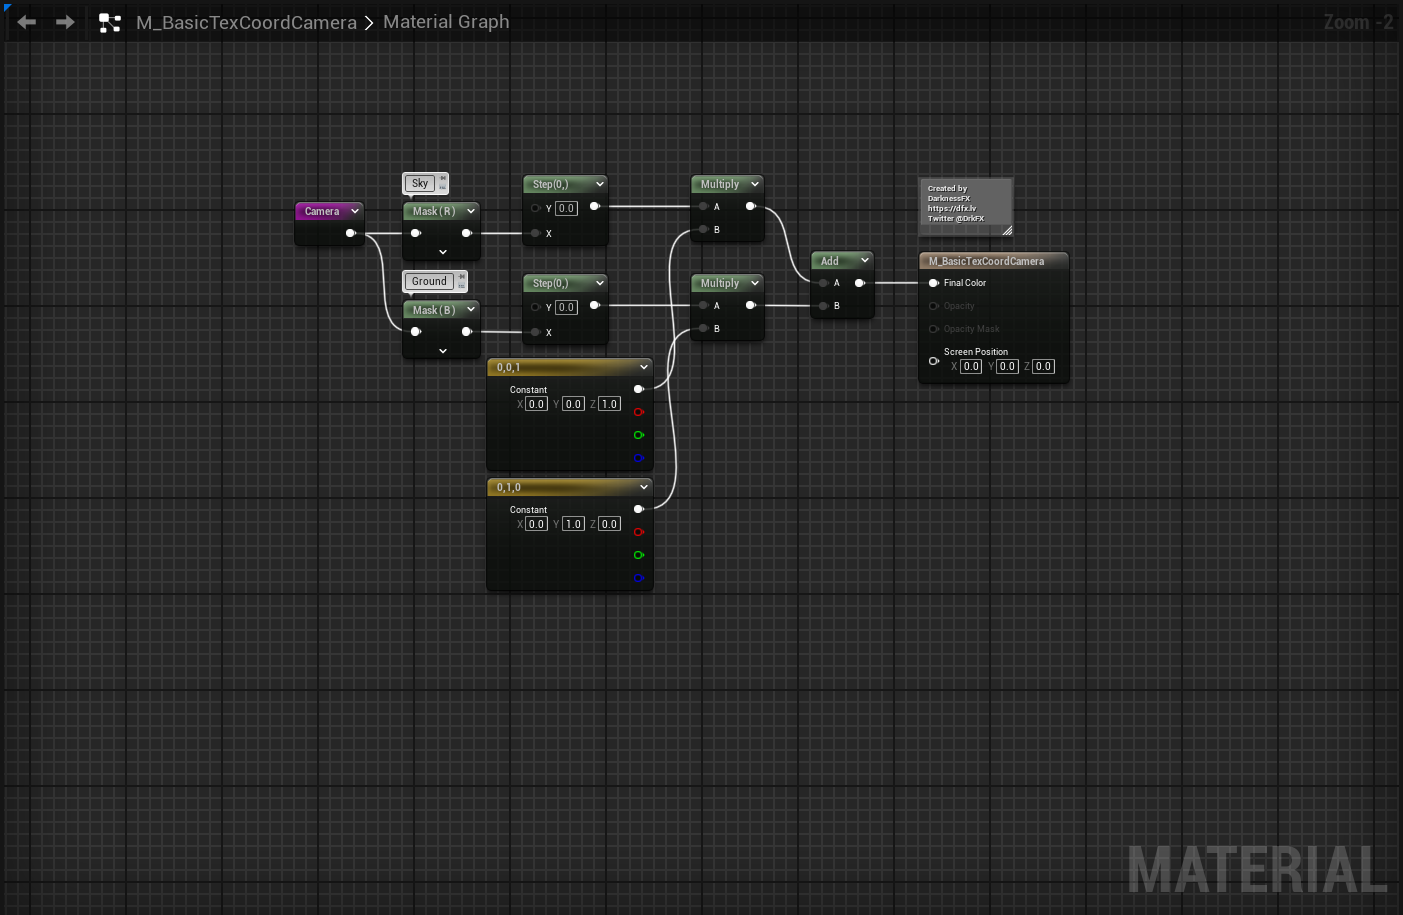 M_BasicTexCoordCamera > Material Graph
Zoom -2
Sky
Camera
Mask ( R )
Step(0,)
Y 0.0
X
Multiply
A
B
Created by
DarknessFX
https://dfx.lv
Twitter @DrkFX
Ground
Mask ( B )
Step(0,)
Y 0.0
X
Multiply
A
B
Add
A
B
M_BasicTexCoordCamera
Final Color
Opacity
Opacity Mask
Screen Position
X 0.0 Y 0.0 Z 0.0
0,0,1
Constant
X 0.0 Y 0.0 Z 1.0
0,1,0
Constant
X 0.0 Y 1.0 Z 0.0
MATERIAL